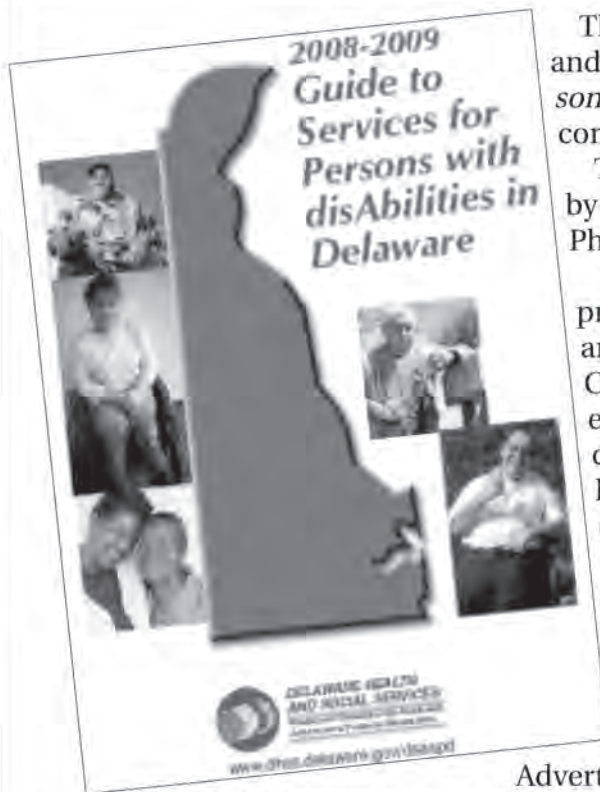 2008-2009
Guide to
Services for
Persons with
disAbilities in
Delaware
DELAWARE HEALTH
AND SOCIAL SERVICES
www.dhss.delaware.gov/dsaapd
Th
and
son
con
T
by
Ph
pr
an
C
e
Advert